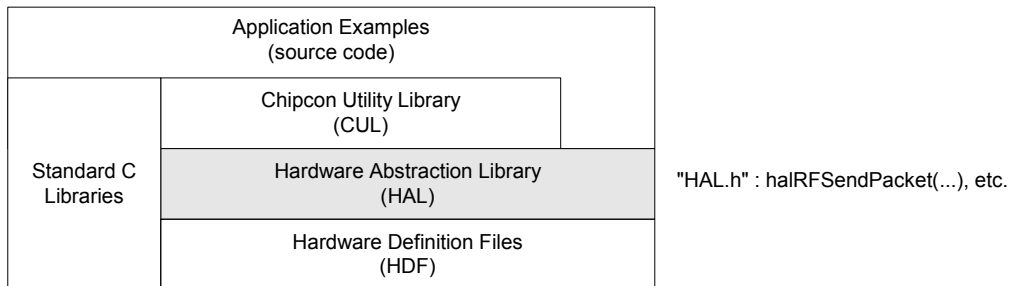 Application Examples
(source code)
Chipcon Utility Library
(CUL)
Standard C
Libraries
Hardware Abstraction Library
(HAL)
"HAL.h" : halRFSendPacket(...), etc.
Hardware Definition Files
(HDF)